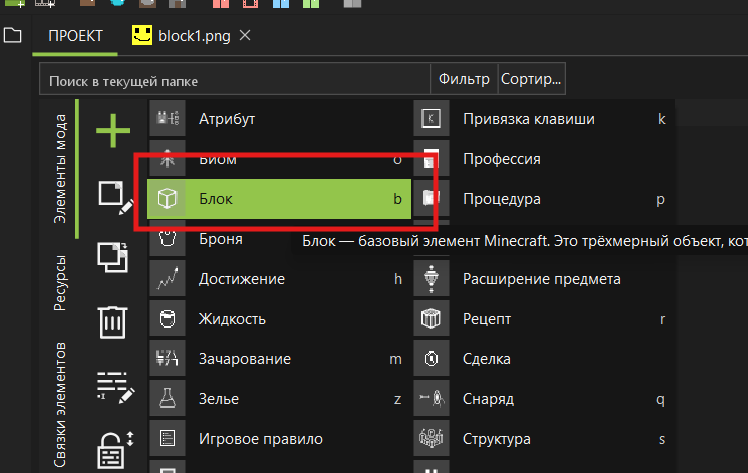 ПРОЕКТ block1.png
Поиск в текущей папке Фильтр Сортир...
Элементы мода
Ресурсы
Связки элементов
Атрибут
Биом о
Блок b
Броня
Достижение h
Жидкость
Зачарование m
Зелье z
Игровое правило
Привязка клавиши k
Профессия
Процедура p
Блок — базовый элемент Minecraft. Это трёхмерный объект, кот
Расширение предмета
Рецепт r
Сделка
Снаряд q
Структура s